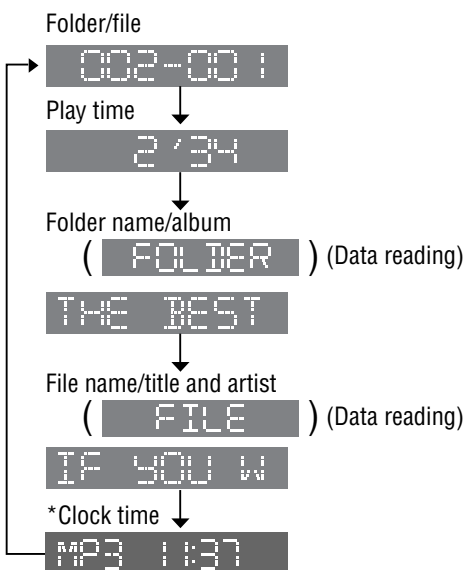 Folder/file
002-001
Play time
2'34
Folder name/album
( FOLDER ) (Data reading)
THE BEST
File name/title and artist
( FILE ) (Data reading)
IF YOU W
*Clock time
MP3 11:37